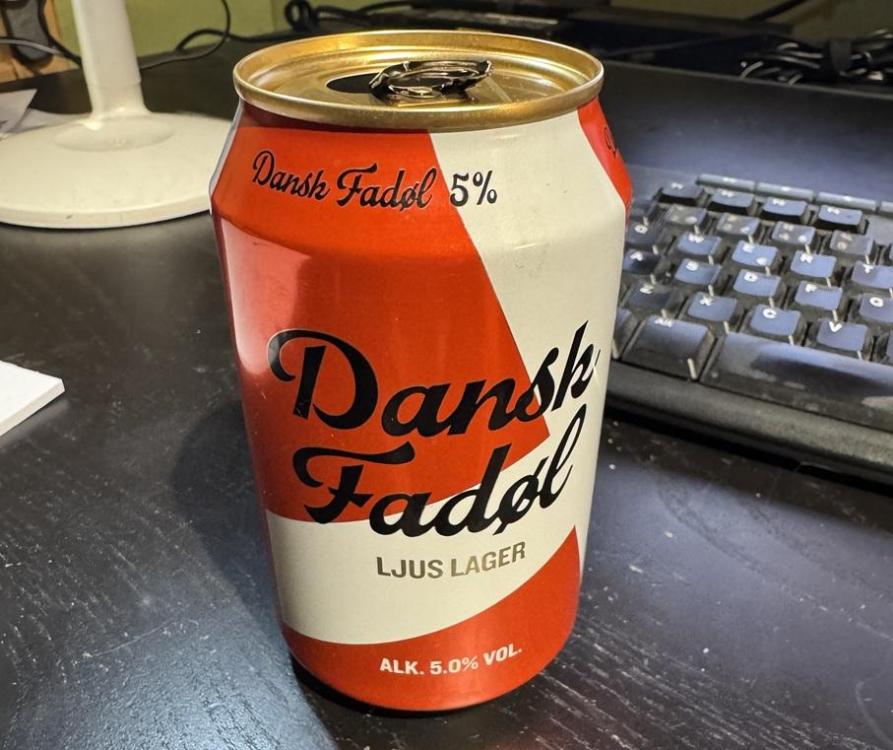 Dansk Fadøl 5%
Dansk
Fadøl
LJUS LAGER
ALK. 5.0% VOL.